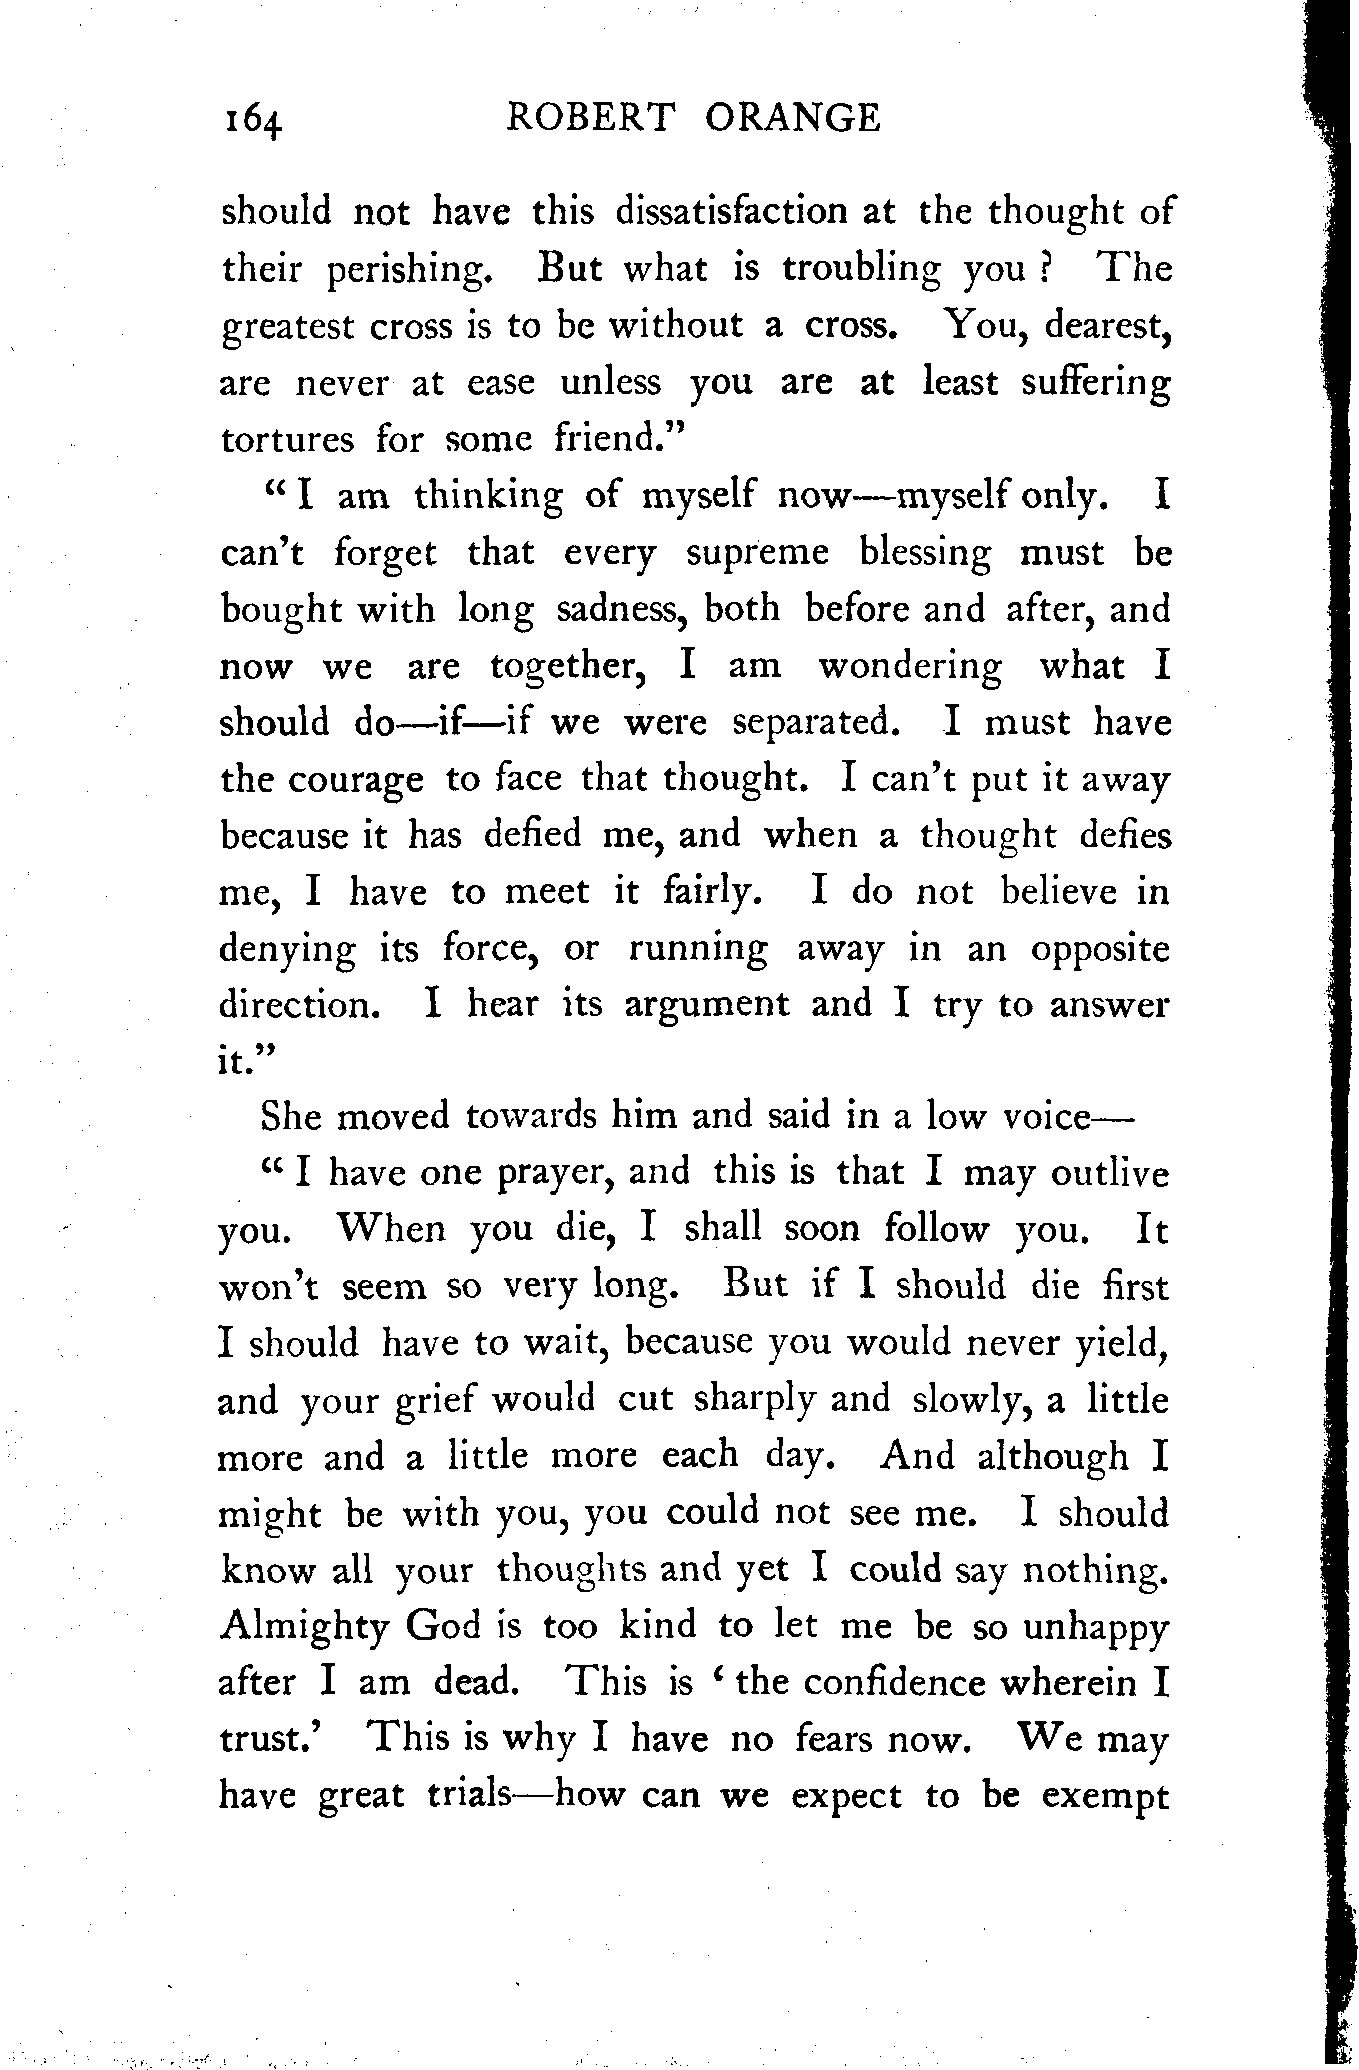 164 ROBERT ORANGE
should not have this dissatisfaction at the thought of
their perishing. But what is troubling you ? The
greatest cross is to be without a cross. You, dearest,
are never at ease unless you are at least suffering
tortures for some friend.”
“ I am thinking of myself now—myself only. I
can’t forget that every supreme blessing must be
bought with long sadness, both before and after, and
now we are together, I am wondering what I
should do—if—if we were separated. I must have
the courage to face that thought. I can’t put it away
because it has defied me, and when a thought defies
me, I have to meet it fairly. I do not believe in
denying its force, or running away in an opposite
direction. I hear its argument and I try to answer
it.”
She moved towards him and said in a low voice—
“ I have one prayer, and this is that I may outlive
you. When you die, I shall soon follow you. It
won’t seem so very long. But if I should die first
I should have to wait, because you would never yield,
and your grief would cut sharply and slowly, a little
more and a little more each day. And although I
might be with you, you could not see me. I should
know all your thoughts and yet I could say nothing.
Almighty God is too kind to let me be so unhappy
after I am dead. This is ‘ the confidence wherein I
trust.’ This is why I have no fears now. We may
have great trials—how can we expect to be exempt